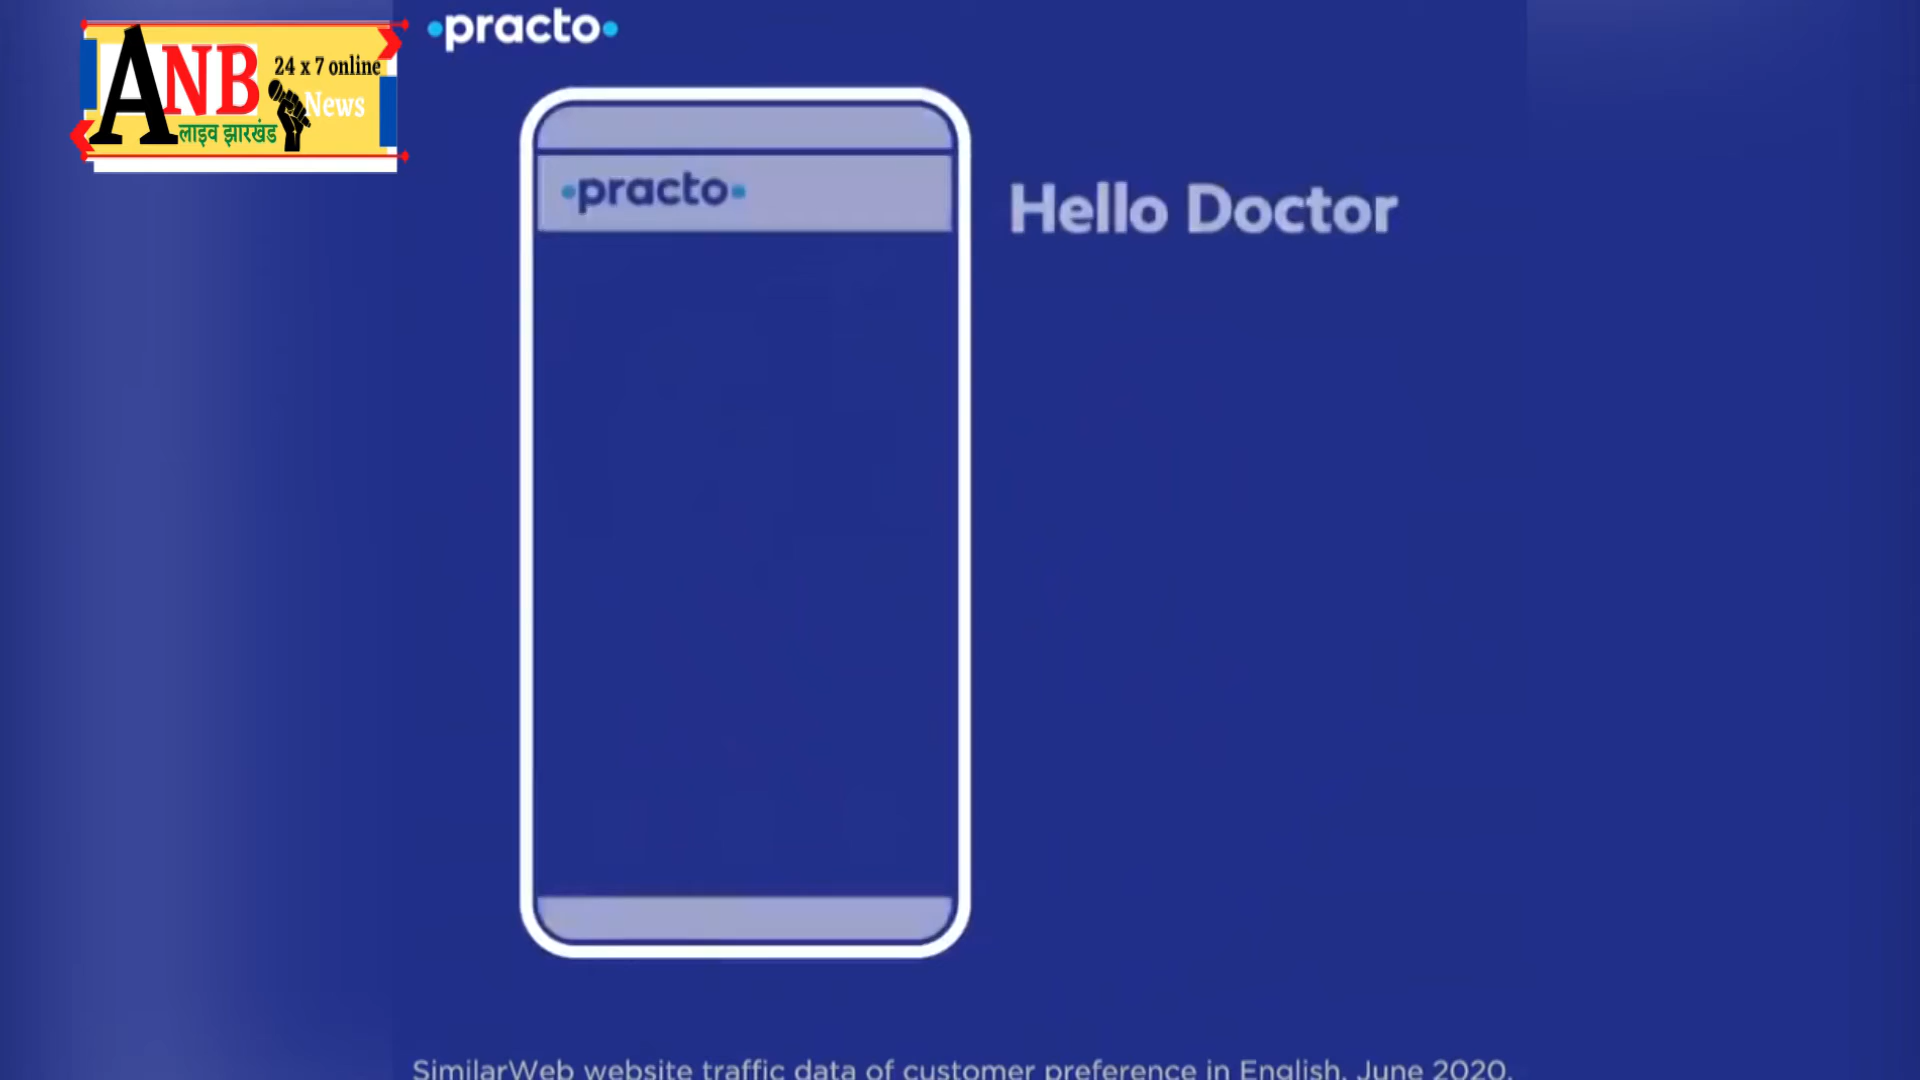 •practo•
ANB
24 x 7 online
News
लाइव झारखंड
•practo•
Hello Doctor
SimilarWeb website traffic data of customer preference in English, June 2020.